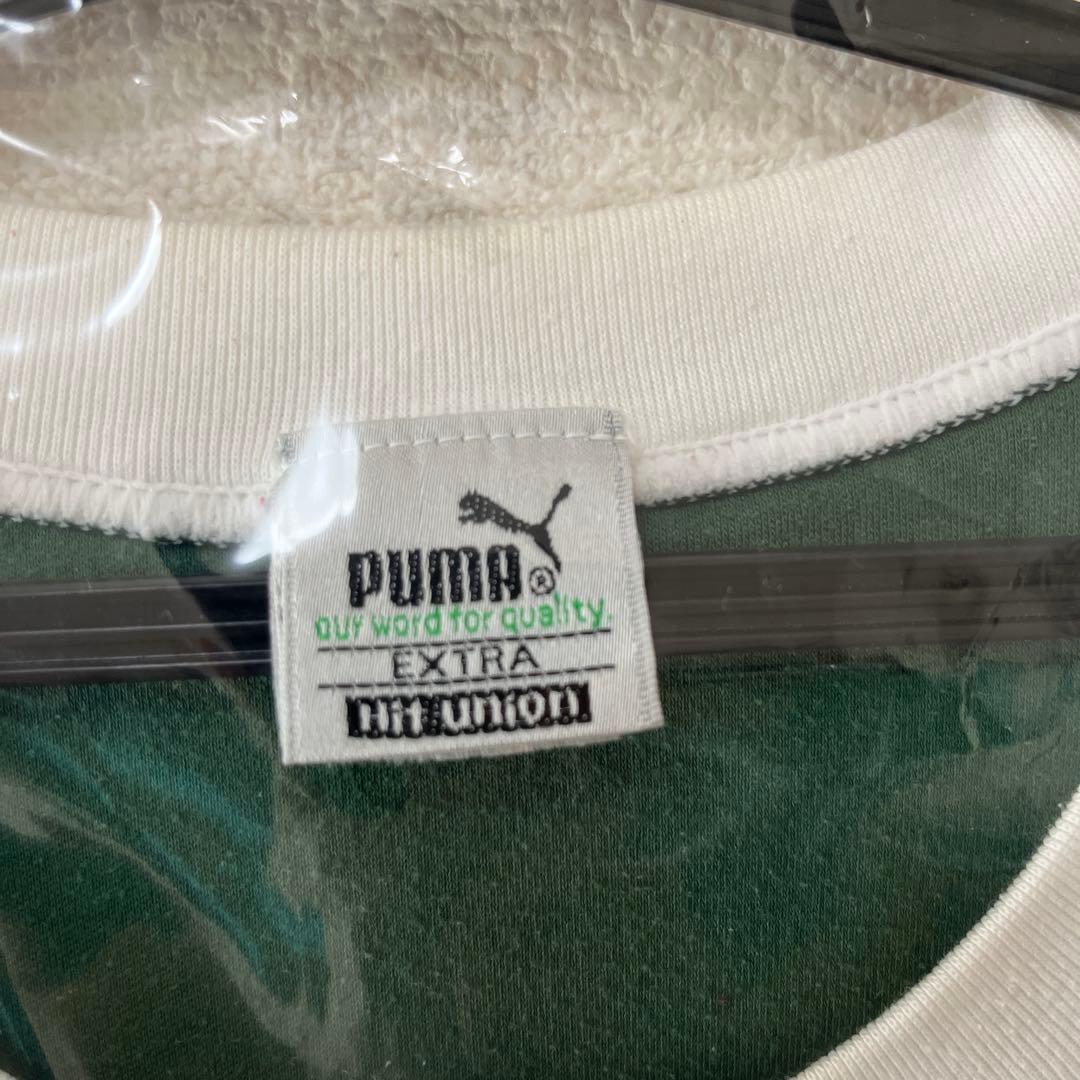 PUMA®
our word for quality.
EXTRA
Hit union